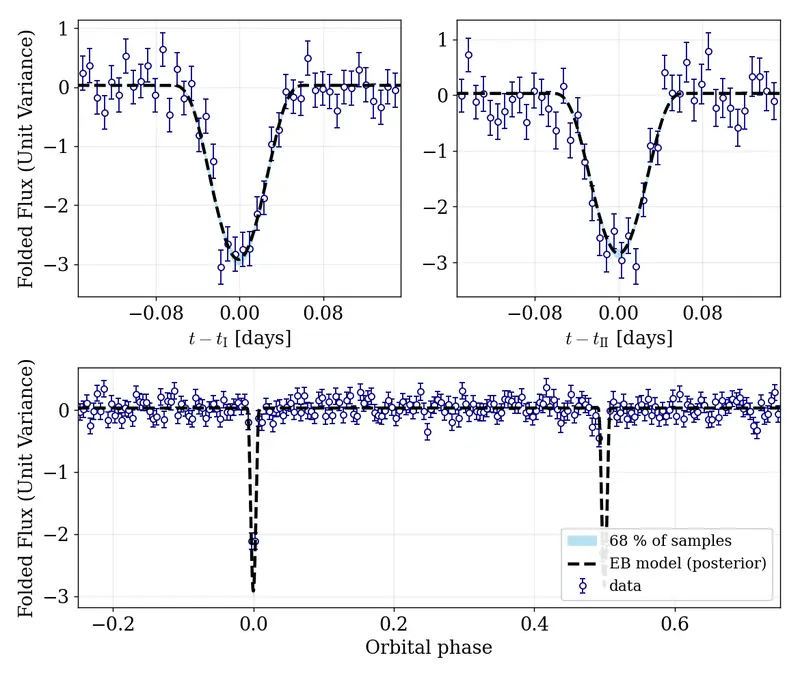 Folded Flux (Unit Variance)
1
0
−1
−2
−3
−0.08 0.00 0.08
t − tI [days]
1
0
−1
−2
−3
−0.08 0.00 0.08
t − tII [days]
Folded Flux (Unit Variance)
0
−1
−2
−3
68 % of samples
EB model (posterior)
data
−0.2 0.0 0.2 0.4 0.6
Orbital phase